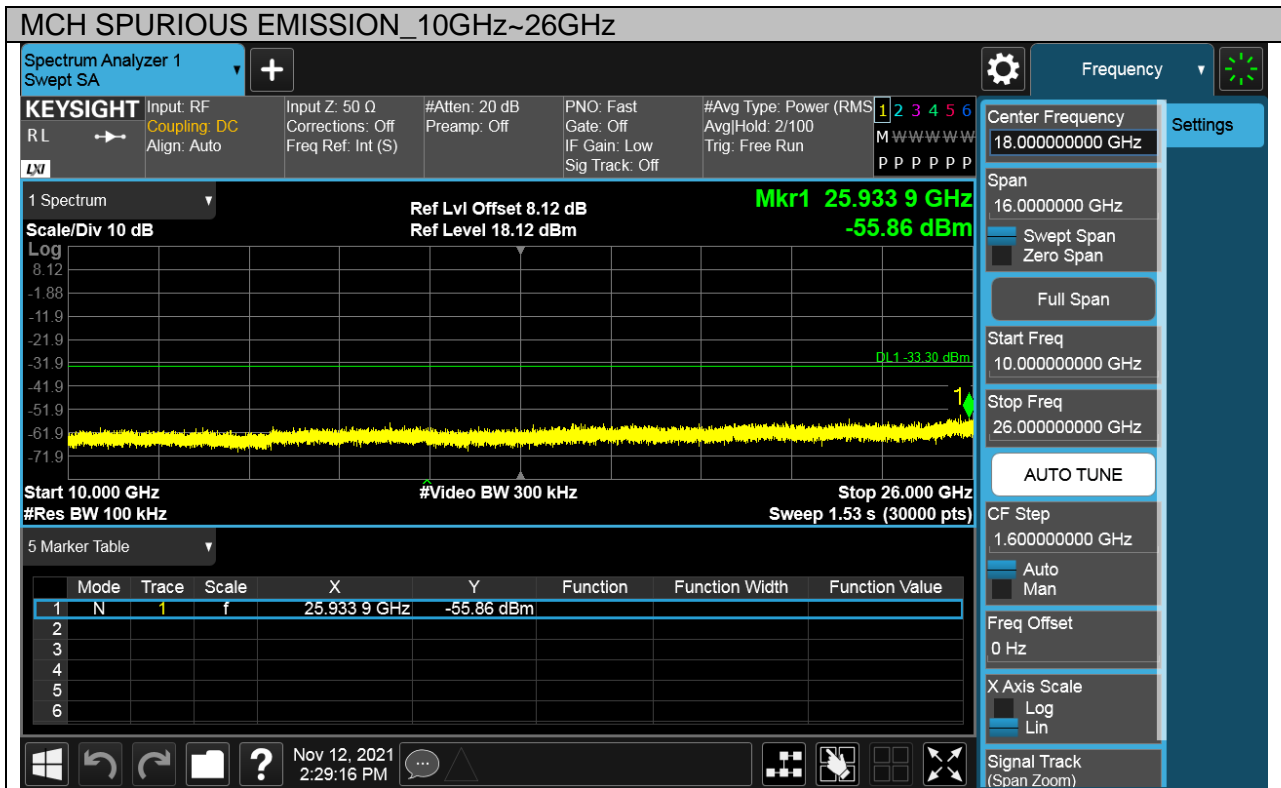 MCH SPURIOUS EMISSION_10GHz~26GHz
Spectrum Analyzer 1
Swept SA
+
Frequency
KEYSIGHT
RL
LXI
Input: RF
Coupling: DC
Align: Auto
Input Z: 50 Ω
Corrections: Off
Freq Ref: Int (S)
#Atten: 20 dB
Preamp: Off
PNO: Fast
Gate: Off
IF Gain: Low
Sig Track: Off
#Avg Type: Power (RMS
Avg|Hold: 2/100
Trig: Free Run
1 2 3 4 5 6
M W W W W W
P P P P P P
1 Spectrum
Scale/Div 10 dB
Ref Lvl Offset 8.12 dB
Ref Level 18.12 dBm
Mkr1 25.933 9 GHz
-55.86 dBm
Log
8.12
-1.88
-11.9
-21.9
-31.9
-41.9
-51.9
-61.9
-71.9
DL1 -33.30 dBm
1
Start 10.000 GHz
#Video BW 300 kHz
Stop 26.000 GHz
#Res BW 100 kHz
Sweep 1.53 s (30000 pts)
5 Marker Table
Mode Trace Scale X Y Function Function Width Function Value
1 N 1 f 25.933 9 GHz -55.86 dBm
2
3
4
5
6
Nov 12, 2021
2:29:16 PM
?
Center Frequency
18.000000000 GHz
Settings
Span
16.0000000 GHz
Swept Span
Zero Span
Full Span
Start Freq
10.000000000 GHz
Stop Freq
26.000000000 GHz
AUTO TUNE
CF Step
1.600000000 GHz
Auto
Man
Freq Offset
0 Hz
X Axis Scale
Log
Lin
Signal Track
(Span Zoom)